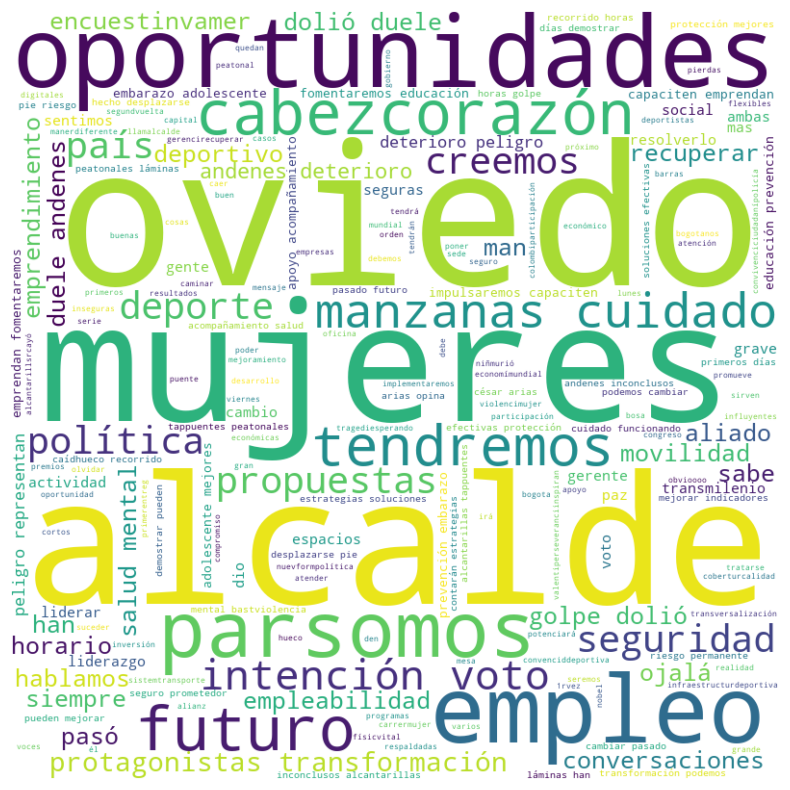 encuestinvamer
dolió duele
recorrido horas
protección mejores
días demostrar
oportunidades
quedan
peatonal
gobierno
pierdas
digitales
embarazo adolescente
fomentaremos educación
horas golpe
capaciten emprendan
pie riesgo
hecho desplazarse
cabezcorazón
social
flexibles
sentimos
segundvuelta
capital
deportistas
ambas
manerdiferente
llamalcalde
gerencirecuperar
casos
deterioro peligro
próximo
mas
resolverlo
país
deportivo
creemos
recuperar
peatonales láminas
andenes deterioro
caer
buen
seguras
barras
emprendimiento
duele andenes
oviedo
apoyo acompañamiento
soluciones efectivas
educación prevención
convivenciciudadanipolicía
colombiparticipación
cosas
tendrá
económico
bogotanos
buenas
mundial
orden
man
atención
gente
empresas
debemos
tendrán
poner
sede
caminar
seguro
primeros
resultados
mensaje
pasado futuro
impulsaremos capaciten
lunes
inseguras
serie
deporte
manzanas cuidado
emprendan fomentaremos
alcantarillsrcayó
acompañamiento salud
oficina
debe
mujeres
poder
mejoramiento
niñmurió
economimundial
grave
primeros días
puente
desarrollo
implementaremos
césar arias
andenes inconclusos
promueve
viernes
arias opina
violencimujer
podemos cambiar
sirven
cambio
participación
bosa
influyentes
tappuentes peatonales
política
económicas
tragediesperando
efectivas protección
cuidado funcionando
tendremos
aliado
congreso
movilidad
caidhueco recorrido
gran
obvioooo
propuestas
sabe
premios
olvidar
gerente
actividad
estrategias soluciones
paz
transmilenio
oportunidad
bogota
apoyo
mejorar indicadores
peligro representan
salud mental
primerentreg
alcalde
demostrar pueden
adolescente mejores
compromiso
prevención embarazo
contarán estrategias
alcantarillas tappuentes
valentiperseveranciinspiran
cortos
espacios
irá
voto
tratarse
desplazarse pie
coberturcalidad
dio
nuevformpolítica
atender
liderar
mental bastviolencia
han
parsomos
golpe dolió
transversalización
suceder
hueco
den
potenciará
horario
inversión
seguridad
liderazgo
intención voto
mesa
convenciddeportiva
riesgo permanente
realidad
hablamos
sistemtransporte
ojalá
seremos
infraestructurdeportiva
siempre
seguro prometedor
alianz
empleabilidad
empleo
1rvez
nobel
pueden mejorar
futuro
programas
pasó
carrermujer
varios
cambiar pasado
físicvital
respaldadas
conversaciones
voces
él
grande
protagonistas transformación
inconclusos alcantarillas
láminas han
transformación podemos